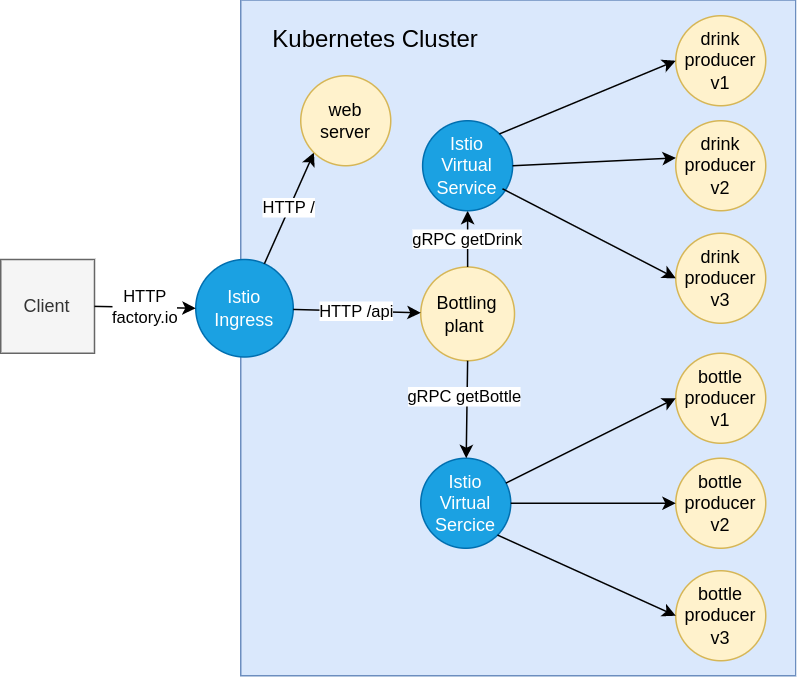 Kubernetes Cluster
drink
producer
v1
web
server
Istio
Virtual
Service
drink
producer
v2
HTTP /
gRPC getDrink
drink
producer
v3
Client
HTTP
factory.io
Istio
Ingress
HTTP /api
Bottling
plant
gRPC getBottle
bottle
producer
v1
Istio
Virtual
Sercice
bottle
producer
v2
bottle
producer
v3